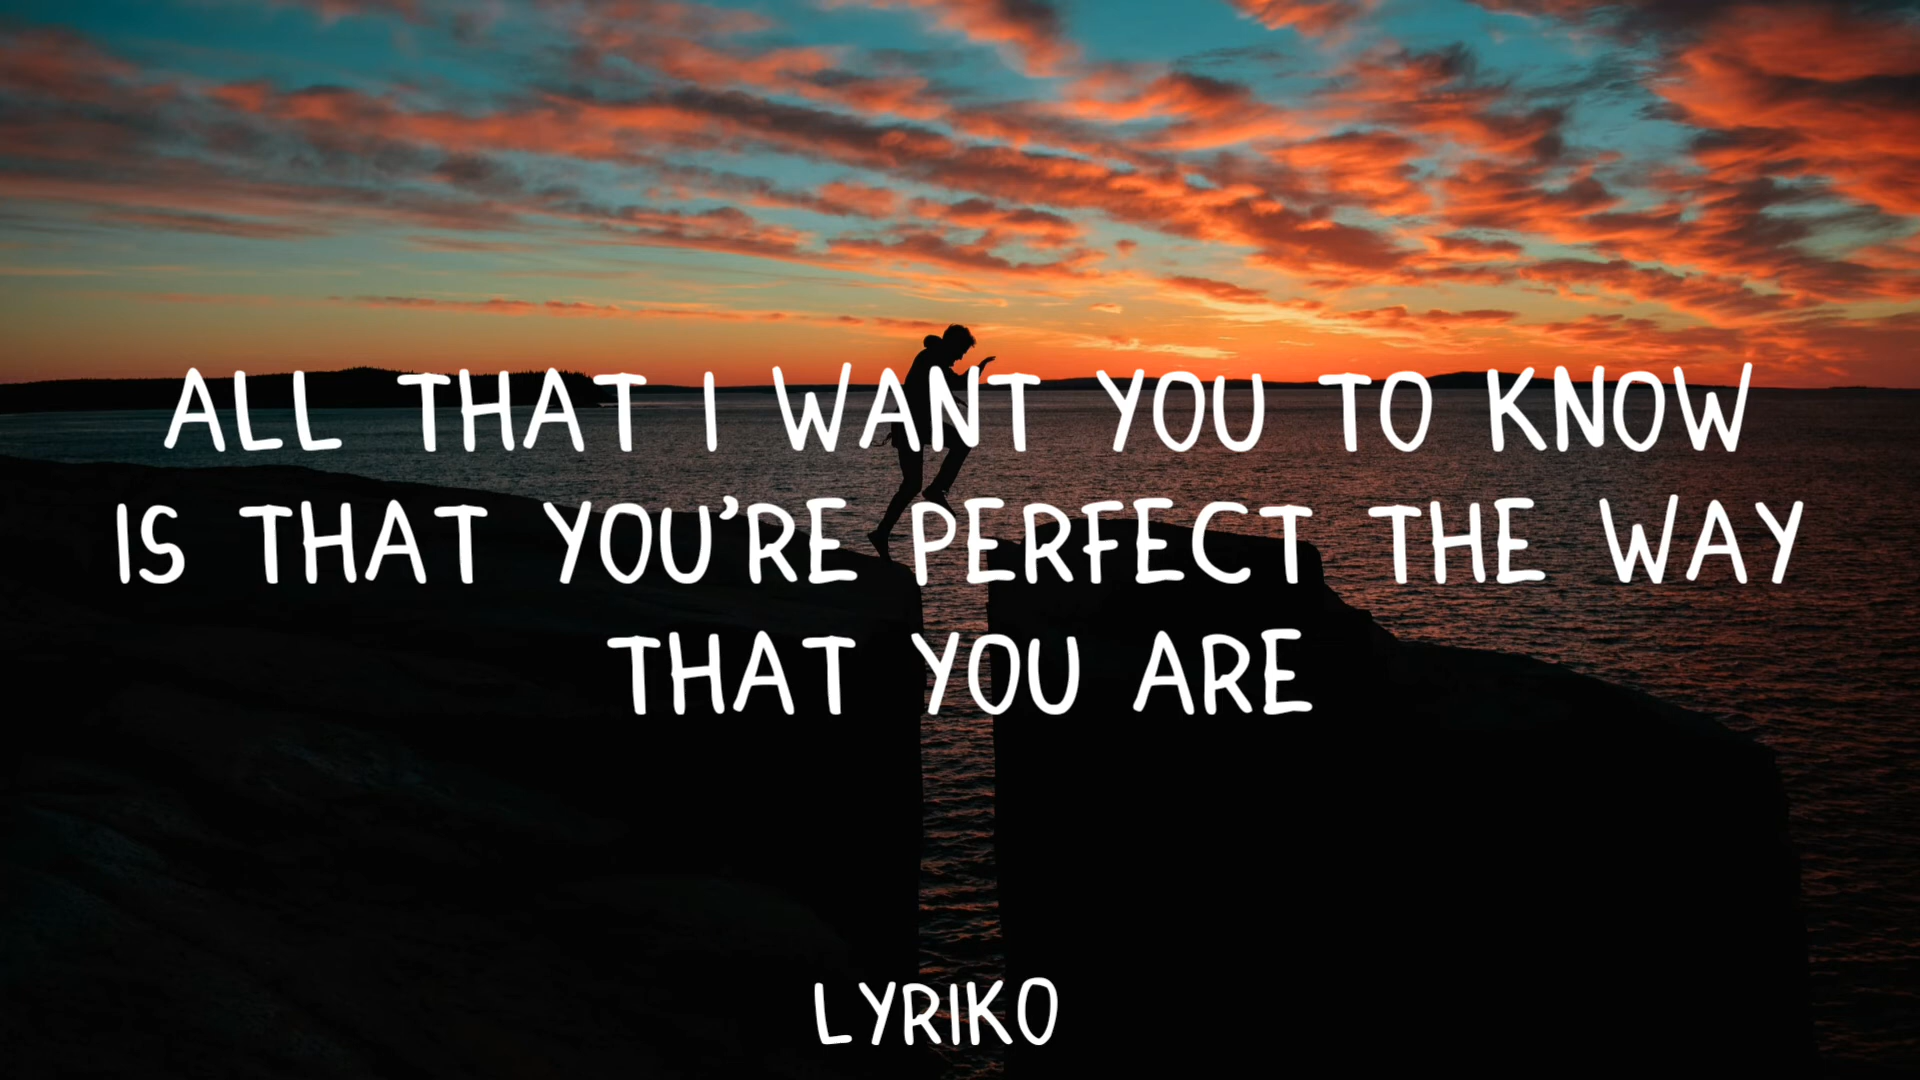 ALL THAT I WANT YOU TO KNOW
IS THAT YOU'RE PERFECT THE WAY
THAT YOU ARE
LYRIKO